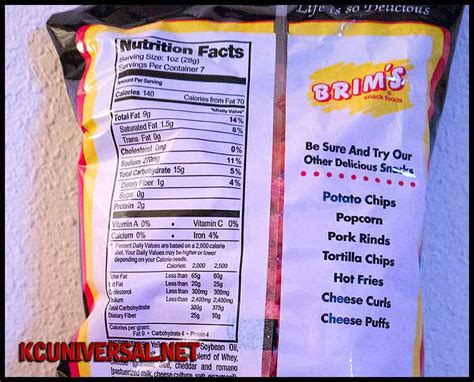 Life is so Delicious
Nutrition Facts
Serving Size: 1oz (28g)
Servings Per Container 7
Amount Per Serving
Calories 140 Calories from Fat 70
%Daily Value*
Total Fat 9g 14%
Saturated Fat 1.5g 8%
Trans Fat 0g
Cholesterol 0mg 0%
Sodium 270mg 11%
Total Carbohydrate 15g 5%
Dietary Fiber 1g 4%
Sugar 0g
Protein 2g
Vitamin A 0% • Vitamin C 0%
Calcium 0% • Iron 4%
* Percent Daily Values are based on a 2,000 calorie
diet. Your Daily Values may be higher or lower
depending on your Calorie needs.
Calories: 2,000 2,500
Total Fat Less than 65g 80g
Fat Less than 20g 25g
Less than 300mg 300mg
Less than 2,400mg 2,400mg
Total Carbohydrate 300g 375g
Dietary Fiber 25g 30g
Calories per gram:
Fat 9 • Carbohydrate 4 • Protein 4
Soybean Oil,
blend of Whey,
cheddar and romano
(pasteurized milk, cheese culture, salt, enzymes)
BRIM'S
snack foods
Be Sure And Try Our
Other Delicious Snacks
Potato Chips
Popcorn
Pork Rinds
Tortilla Chips
Hot Fries
Cheese Curls
Cheese Puffs
KCUNIVERSAL.NET